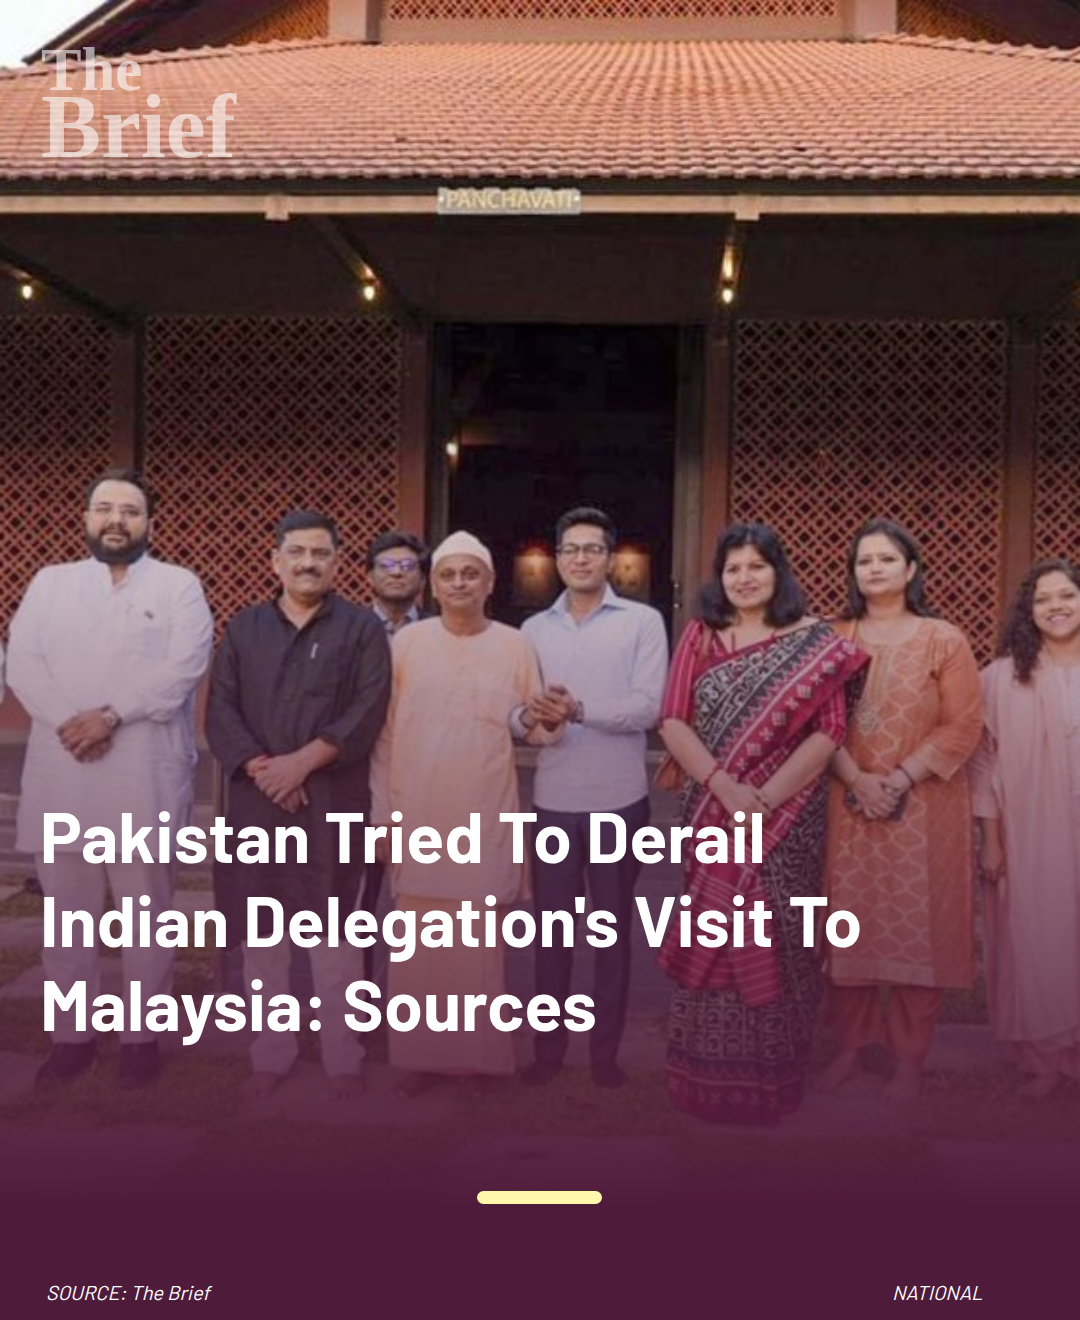 The
Brief
PANCHAVATI
Pakistan Tried To Derail
Indian Delegation's Visit To
Malaysia: Sources
SOURCE: The Brief
NATIONAL